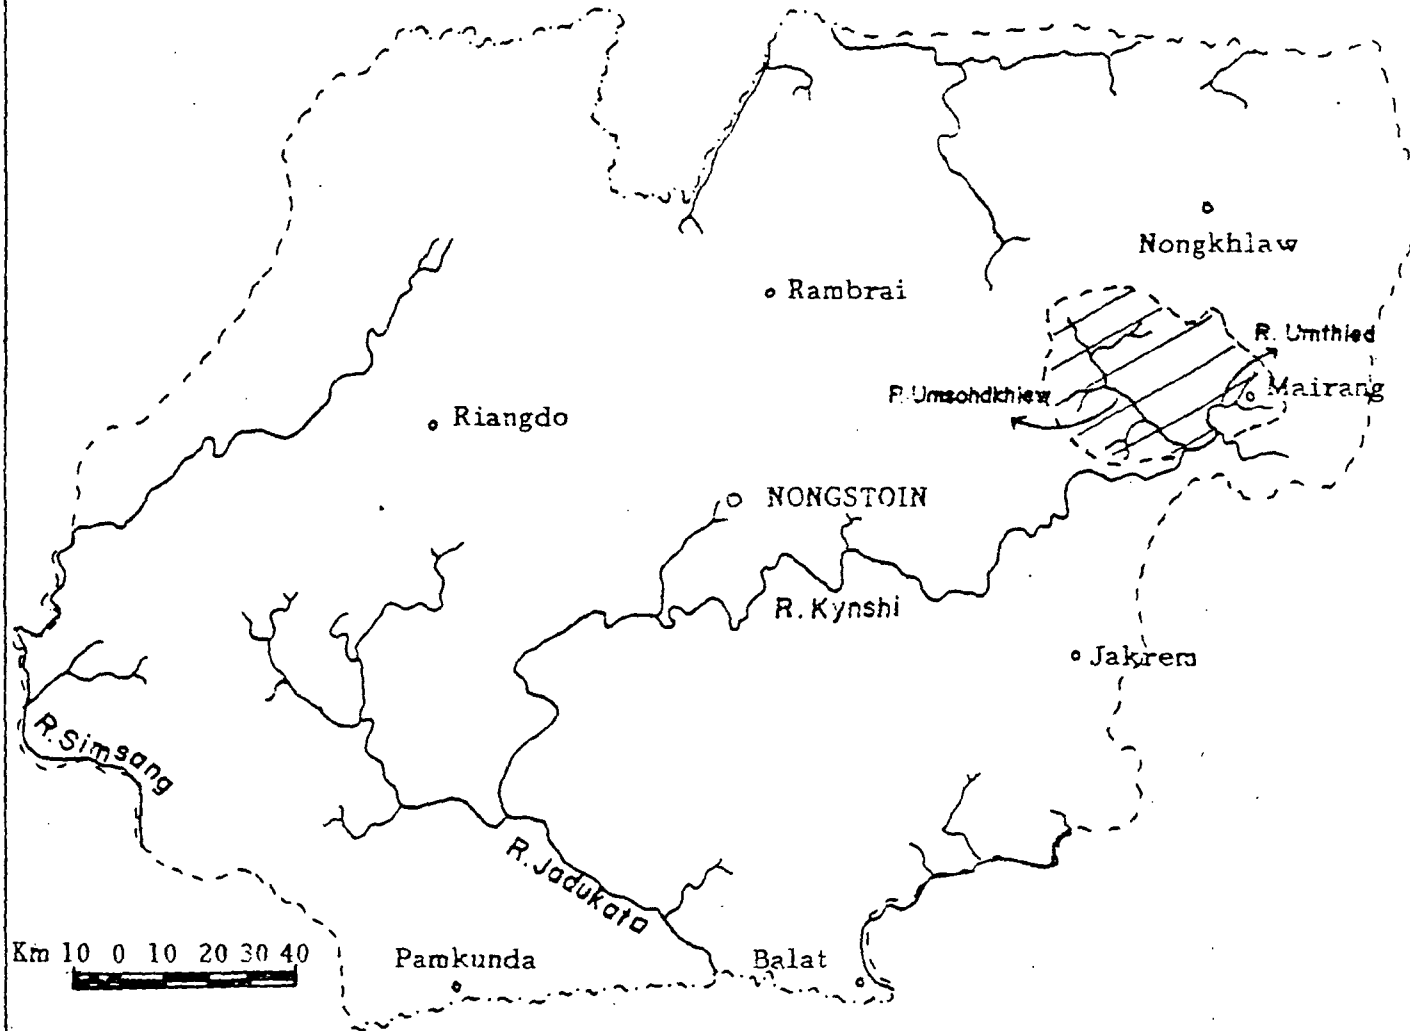 Nongkhlaw
Rambrai
R. Umthied
R. Umsohdkhiew
Mairang
Riangdo
NONGSTOIN
R. Kynshi
Jakrem
R. Simsang
R. Jadukata
Km 10 0 10 20 30 40
Pamkunda
Balat